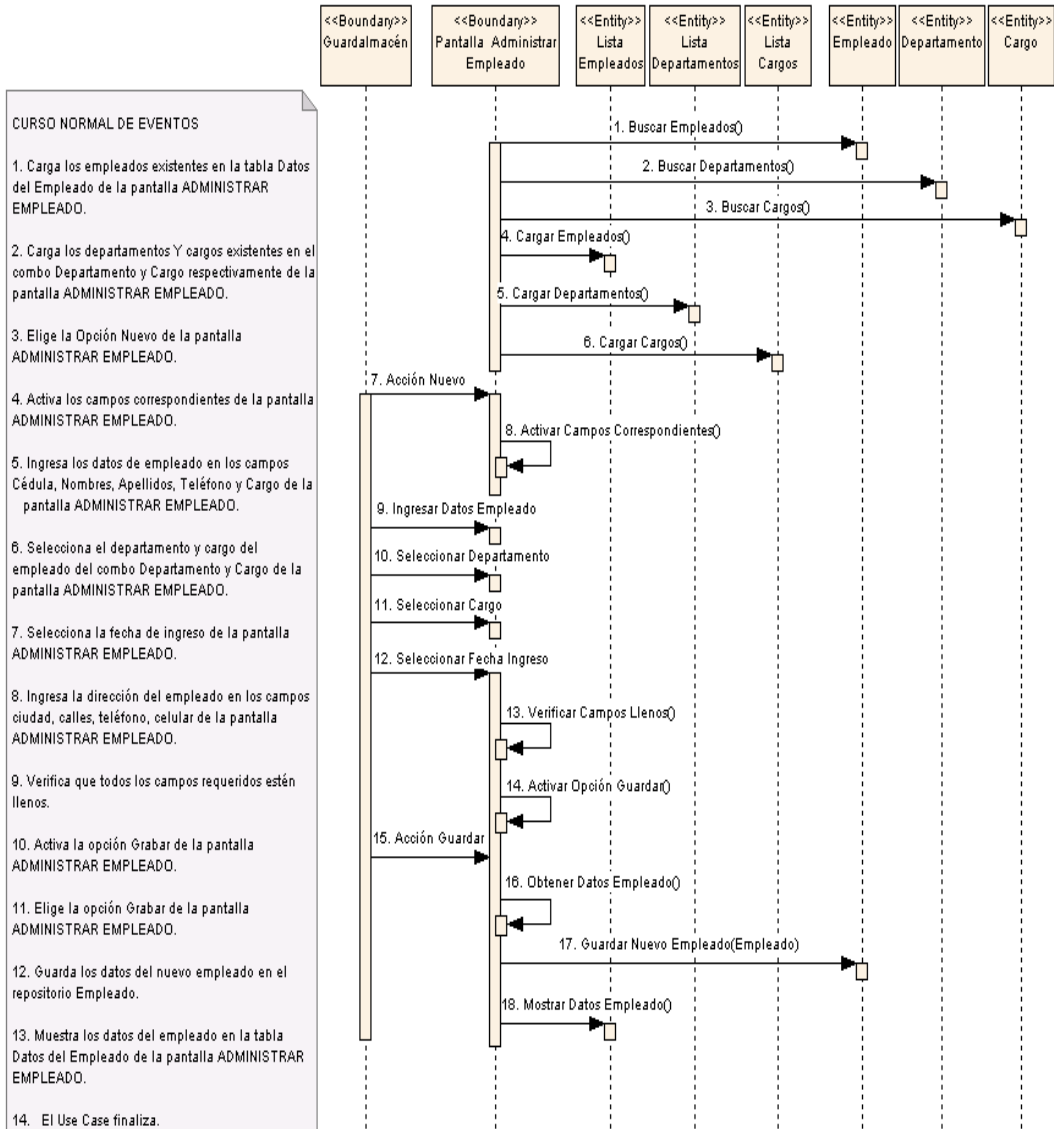 <<Boundary>>
Guardalmacén
<<Boundary>>
Pantalla Administrar
Empleado
<<Entity>>
Lista
Empleados
<<Entity>>
Lista
Departamentos
<<Entity>>
Lista
Cargos
<<Entity>>
Empleado
<<Entity>>
Departamento
<<Entity>>
Cargo
CURSO NORMAL DE EVENTOS
1. Carga los empleados existentes en la tabla Datos
del Empleado de la pantalla ADMINISTRAR
EMPLEADO.
2. Carga los departamentos Y cargos existentes en el
combo Departamento y Cargo respectivamente de la
pantalla ADMINISTRAR EMPLEADO.
3. Elige la Opción Nuevo de la pantalla
ADMINISTRAR EMPLEADO.
4. Activa los campos correspondientes de la pantalla
ADMINISTRAR EMPLEADO.
5. Ingresa los datos de empleado en los campos
Cédula, Nombres, Apellidos, Teléfono y Cargo de la
pantalla ADMINISTRAR EMPLEADO.
6. Selecciona el departamento y cargo del
empleado del combo Departamento y Cargo de la
pantalla ADMINISTRAR EMPLEADO.
7. Selecciona la fecha de ingreso de la pantalla
ADMINISTRAR EMPLEADO.
8. Ingresa la dirección del empleado en los campos
ciudad, calles, teléfono, celular de la pantalla
ADMINISTRAR EMPLEADO.
9. Verifica que todos los campos requeridos estén
llenos.
10. Activa la opción Grabar de la pantalla
ADMINISTRAR EMPLEADO.
11. Elige la opción Grabar de la pantalla
ADMINISTRAR EMPLEADO.
12. Guarda los datos del nuevo empleado en el
repositorio Empleado.
13. Muestra los datos del empleado en la tabla
Datos del Empleado de la pantalla ADMINISTRAR
EMPLEADO.
14. El Use Case finaliza.
1. Buscar Empleados()
2. Buscar Departamentos()
3. Buscar Cargos()
4. Cargar Empleados()
5. Cargar Departamentos()
6. Cargar Cargos()
7. Acción Nuevo
8. Activar Campos Correspondientes()
9. Ingresar Datos Empleado
10. Seleccionar Departamento
11. Seleccionar Cargo
12. Seleccionar Fecha Ingreso
13. Verificar Campos Llenos()
14. Activar Opción Guardar()
15. Acción Guardar
16. Obtener Datos Empleado()
17. Guardar Nuevo Empleado(Empleado)
18. Mostrar Datos Empleado()